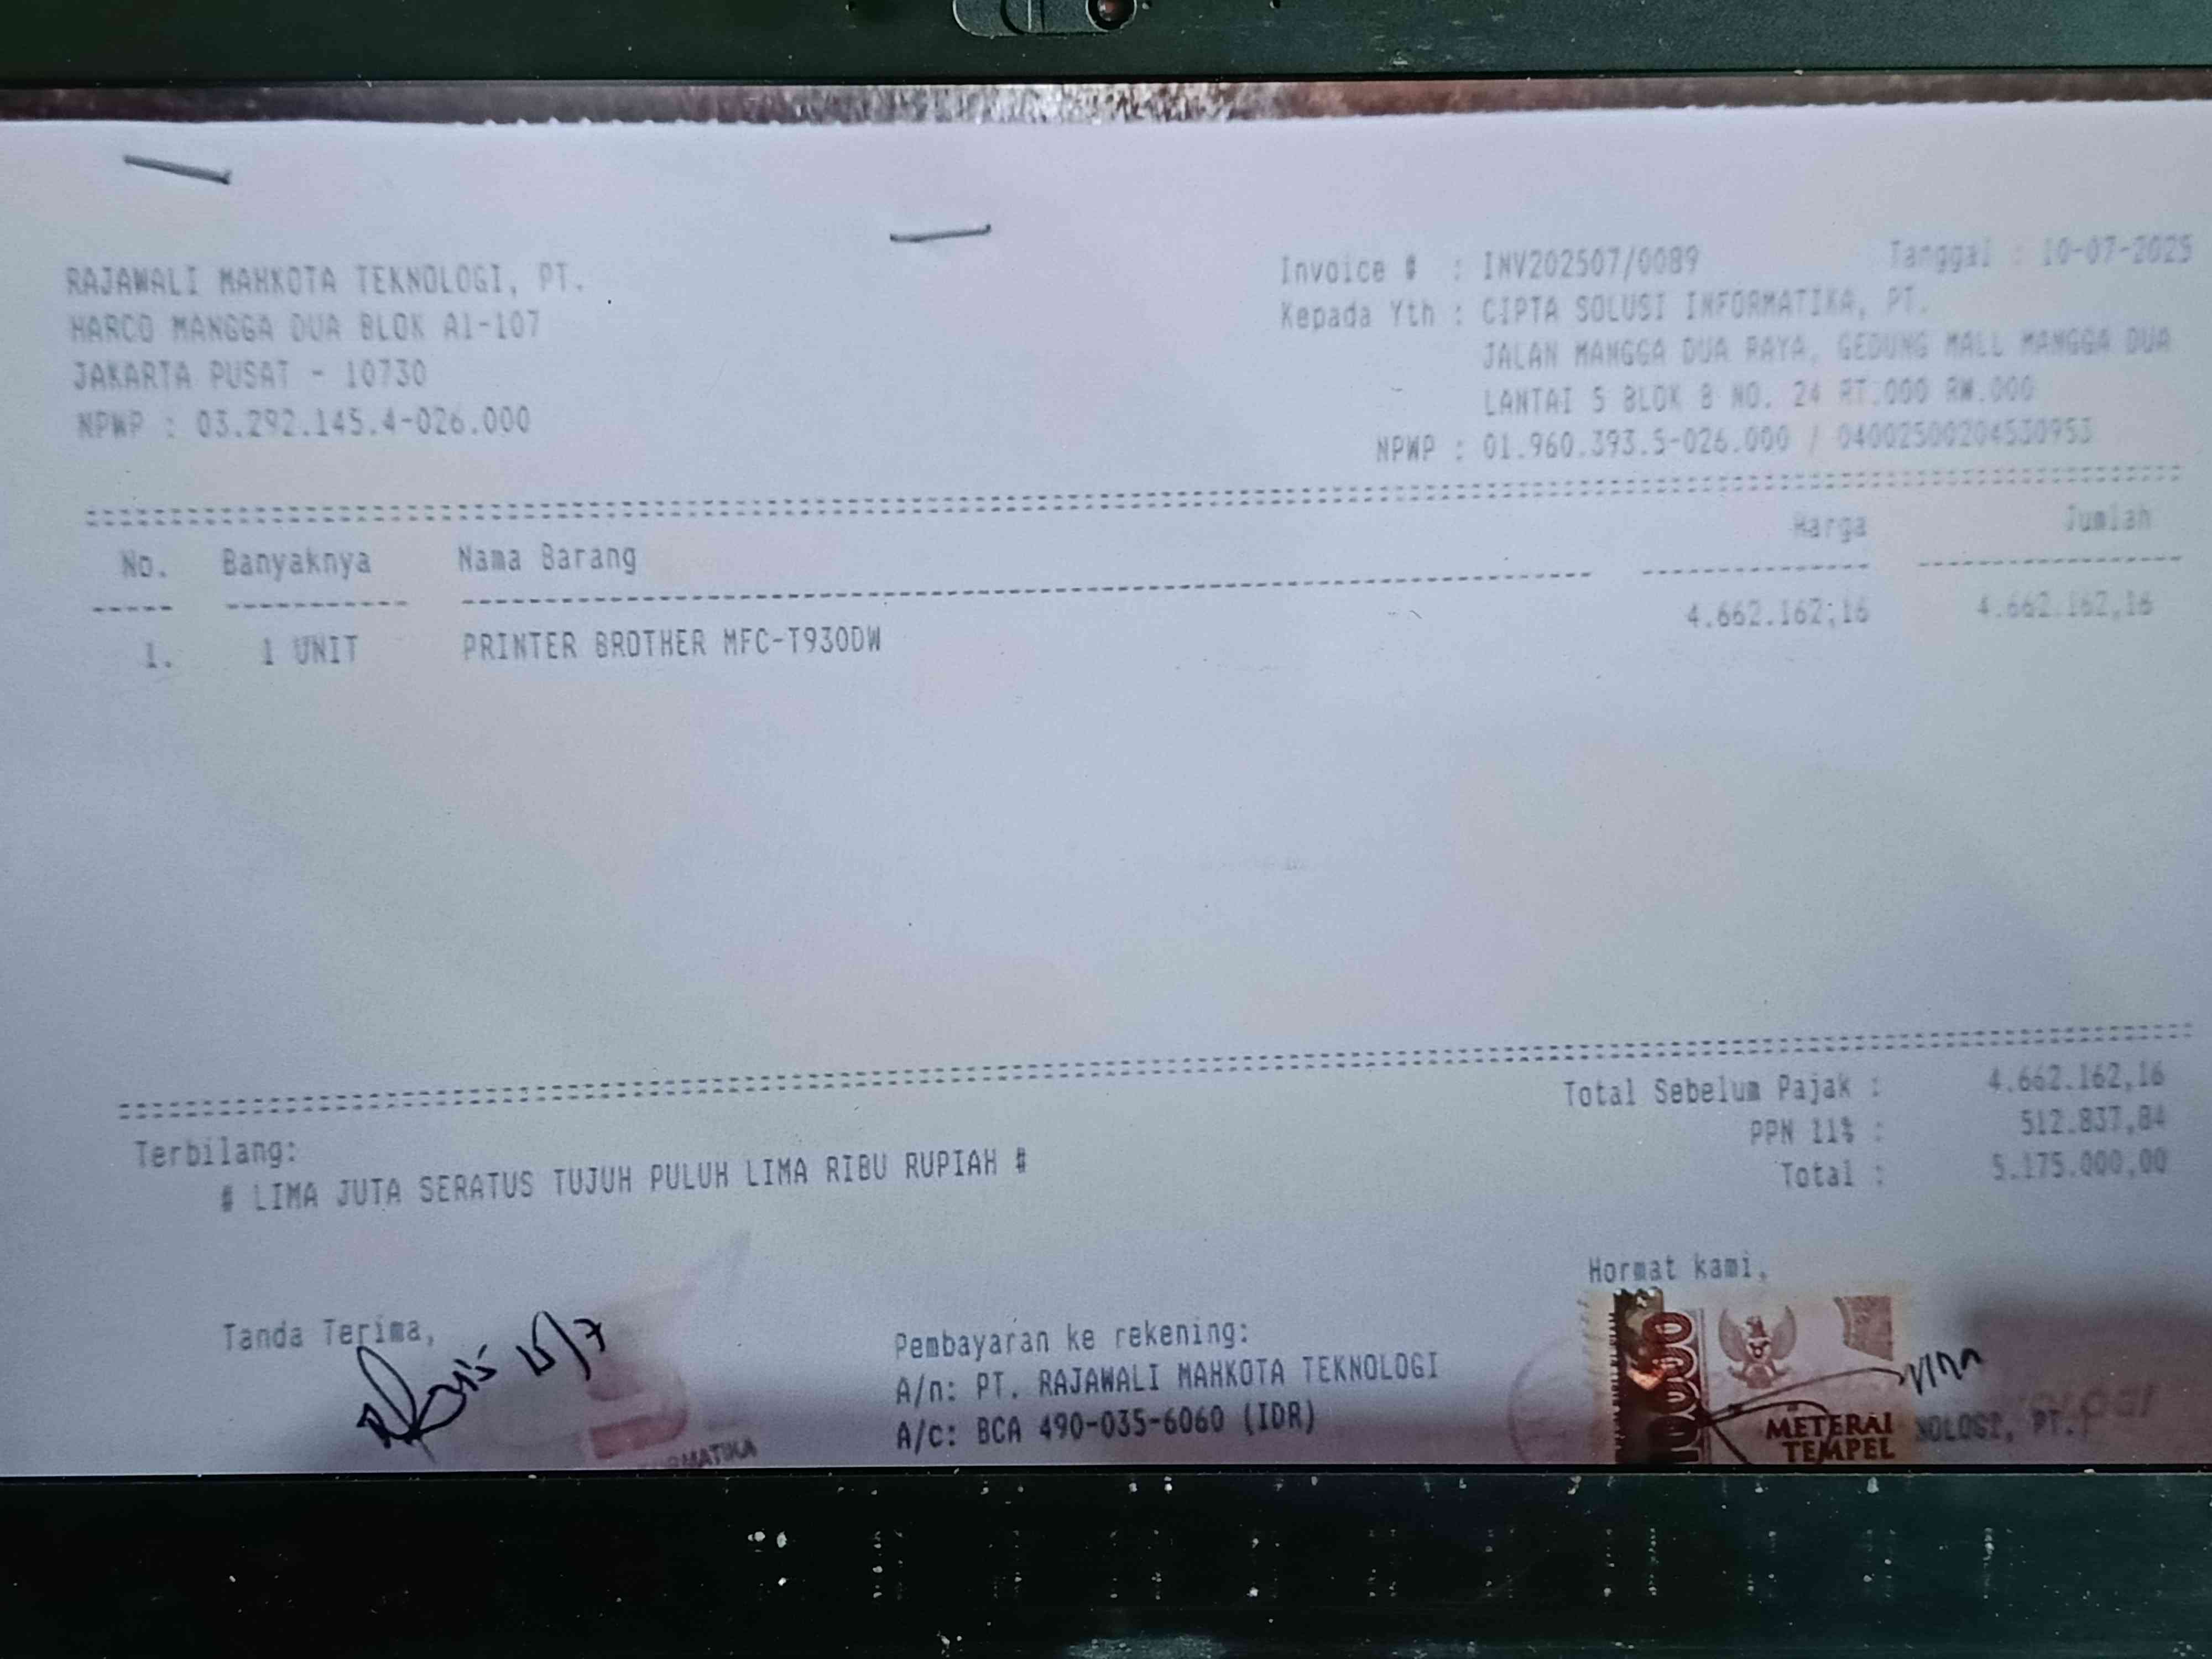 RAJAWALI MAHKOTA TEKNOLOGI, PT.
HARCO MANGGA DUA BLOK A1-107
JAKARTA PUSAT - 10730
NPWP : 03.292.145.4-026.000
Invoice # : INV202507/0089 Tanggal : 10-07-2025
Kepada Yth : CIPTA SOLUSI INFORMATIKA, PT.
JALAN MANGGA DUA RAYA, GEDUNG MALL MANGGA DUA
LANTAI 5 BLOK B NO. 24 RT.000 RW.000
NPWP : 01.960.393.5-026.000 / 04002500204530953
No. Banyaknya Nama Barang Harga Jumlah
1. 1 UNIT PRINTER BROTHER MFC-T930DW 4.662.162,16 4.662.162,16
Total Sebelum Pajak : 4.662.162,16
PPN 11% : 512.837,84
Total : 5.175.000,00
Terbilang:
# LIMA JUTA SERATUS TUJUH PULUH LIMA RIBU RUPIAH #
Tanda Terima,
15/7
Pembayaran ke rekening:
A/n: PT. RAJAWALI MAHKOTA TEKNOLOGI
A/c: BCA 490-035-6060 (IDR)
Hormat kami,
10000
METERAI
TEMPEL
NOLOGI, PT.)